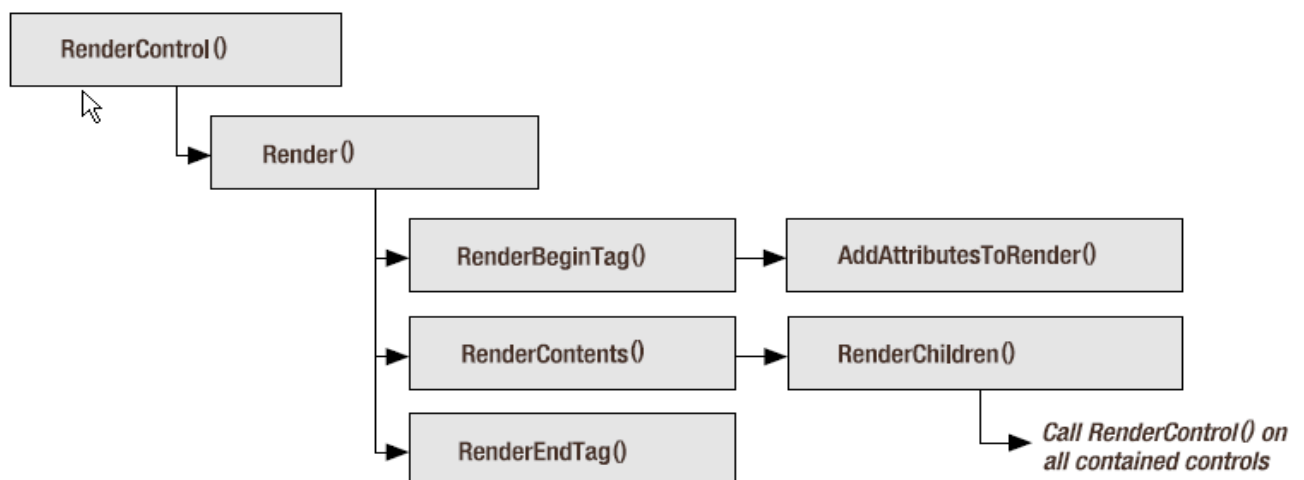 RenderControl()
Render()
RenderBeginTag()
AddAttributesToRender()
RenderContents()
RenderChildren()
RenderEndTag()
Call RenderControl() on
all contained controls